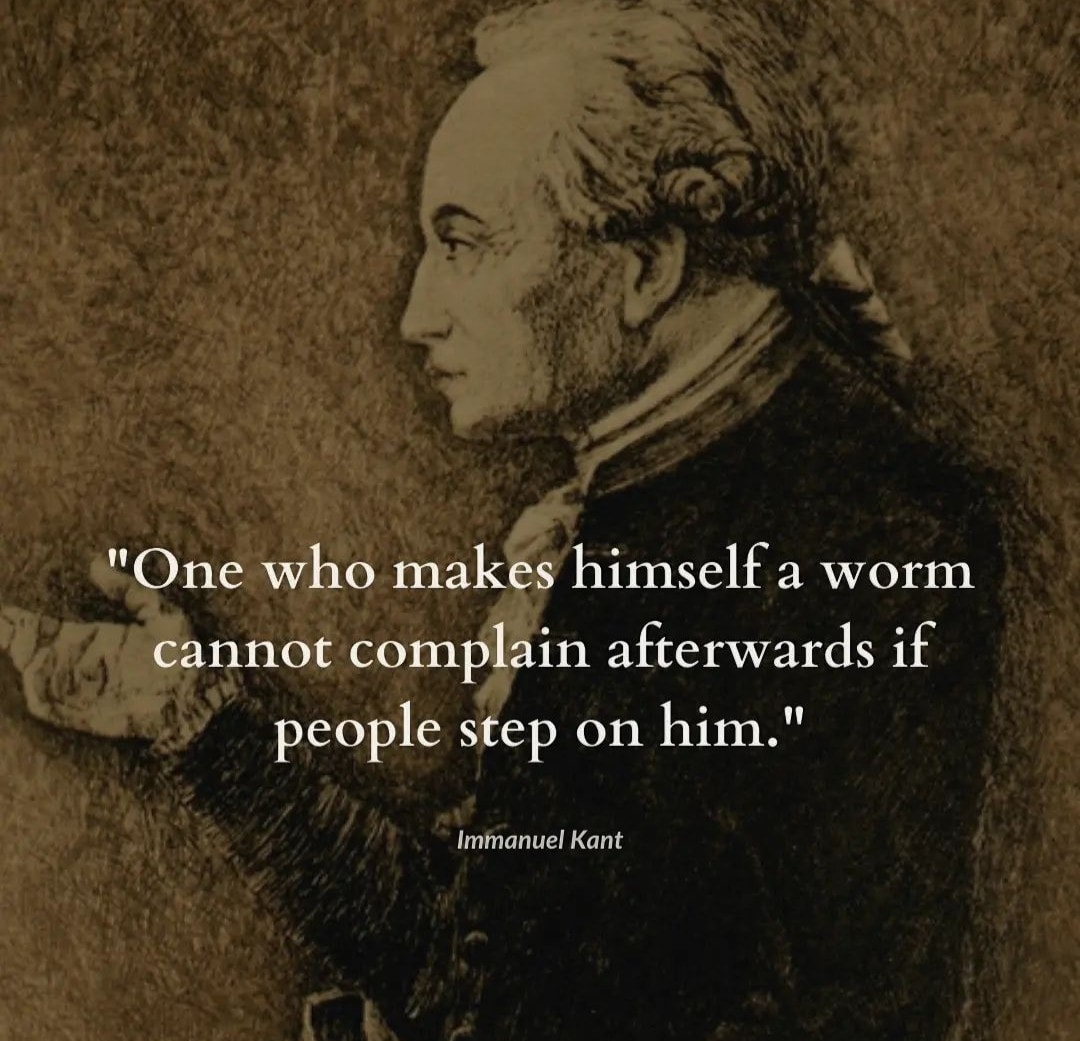 "One who makes himself a worm
cannot complain afterwards if
people step on him."
Immanuel Kant